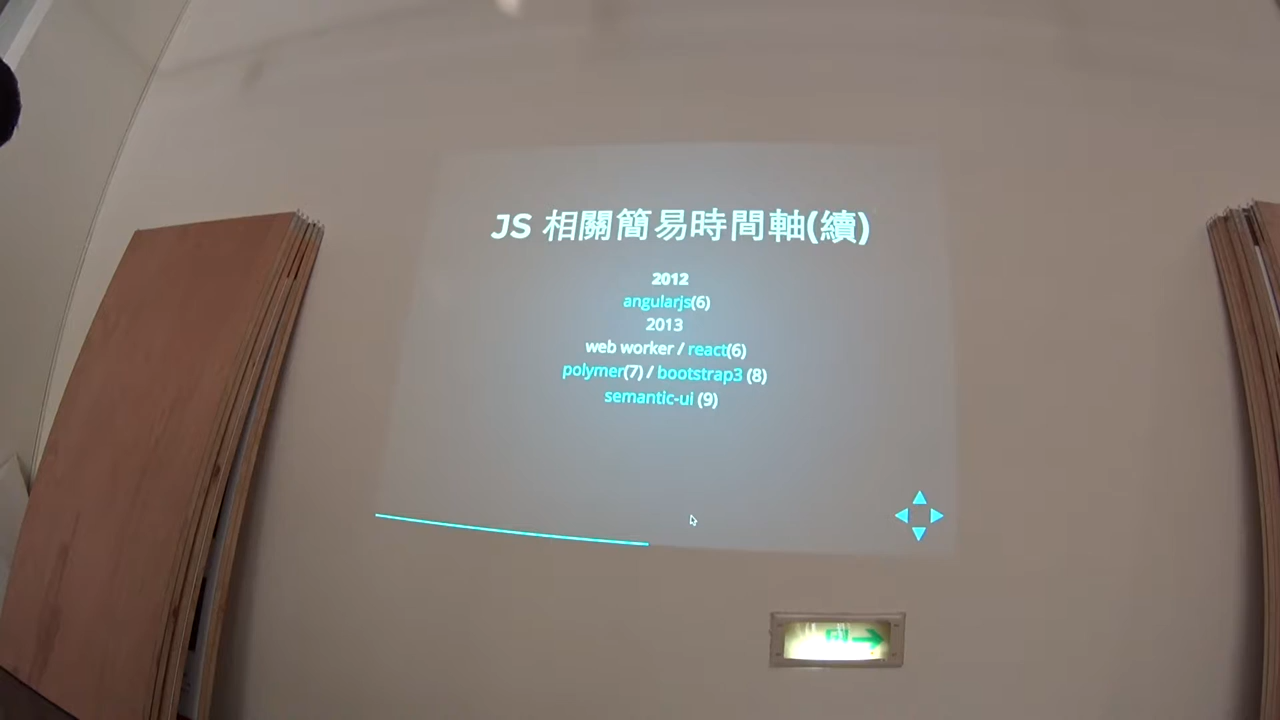 JS 相關簡易時間軸(續)
2012
angularjs(6)
2013
web worker / react(6)
polymer(7) / bootstrap3 (8)
semantic-ui (9)